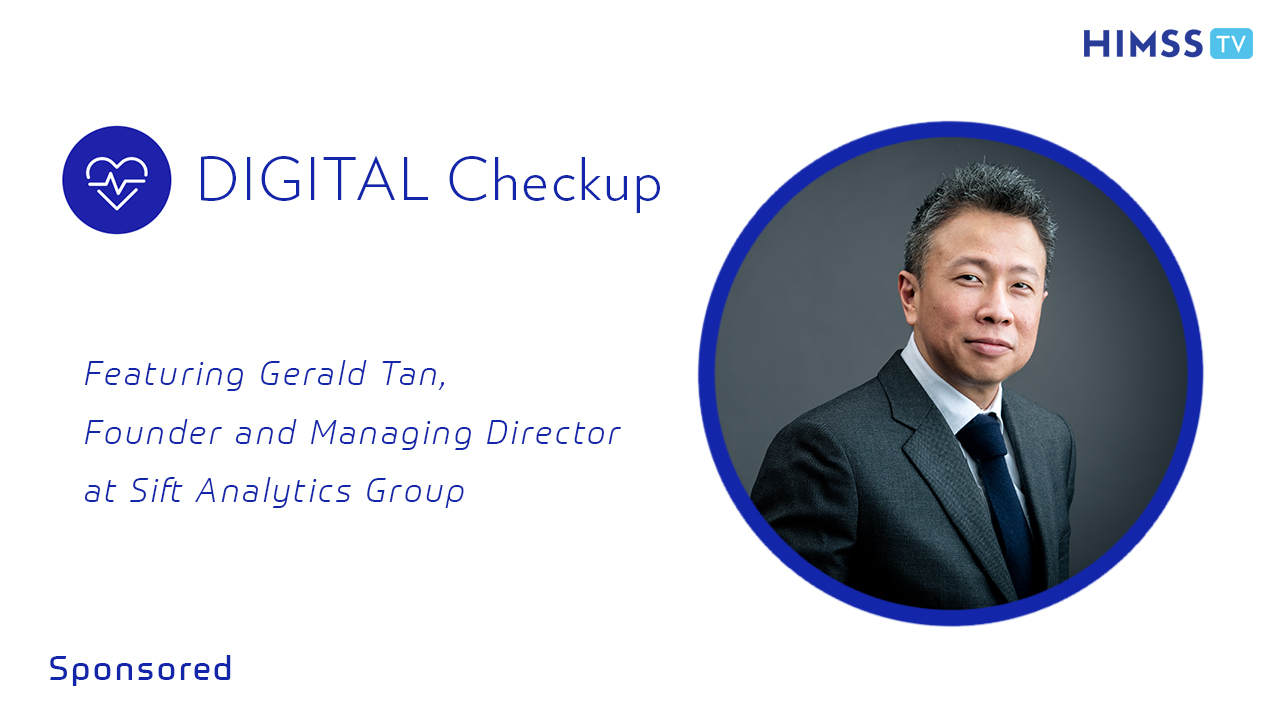 HIMSS TV
DIGITAL Checkup
Featuring Gerald Tan,
Founder and Managing Director
at Sift Analytics Group
Sponsored